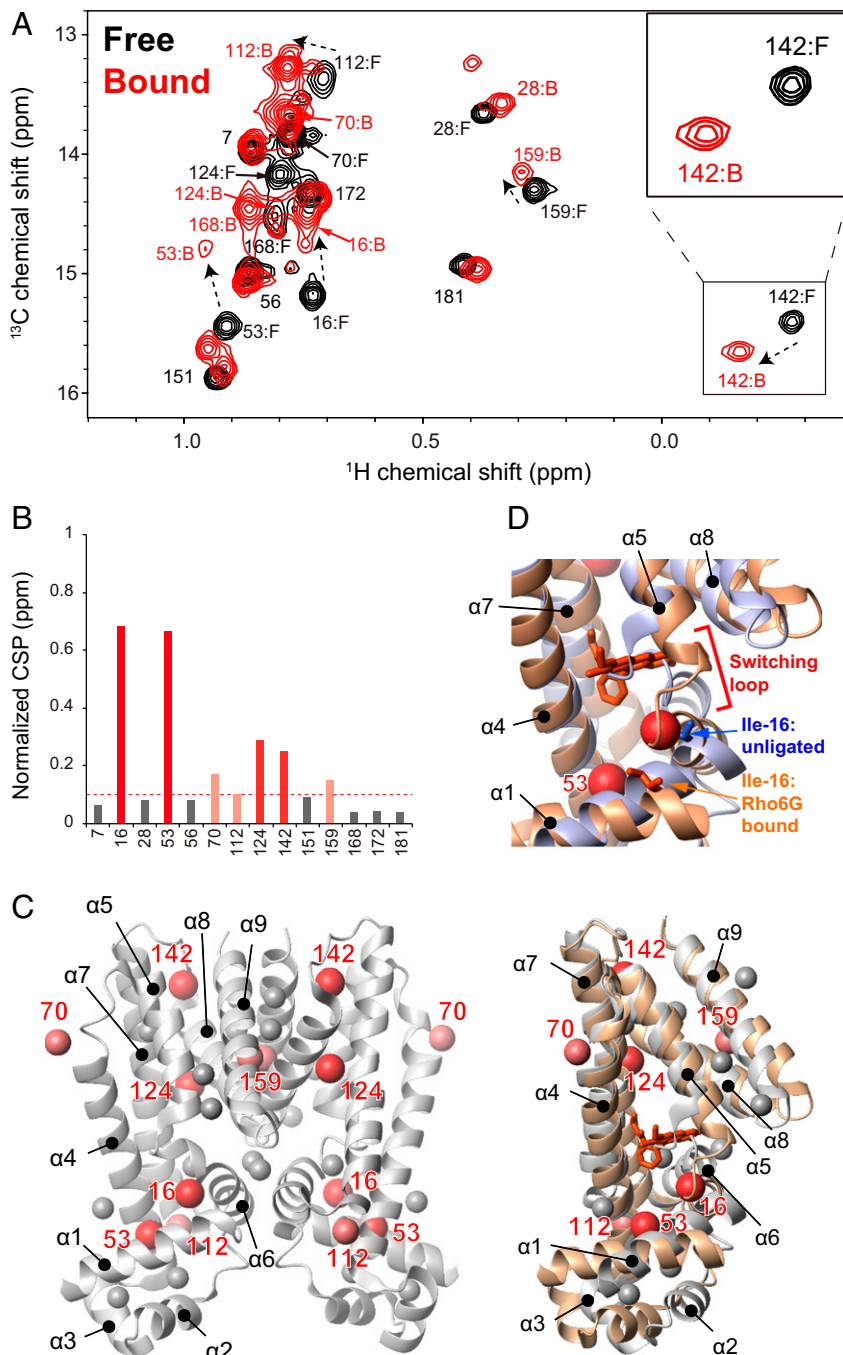 A
Free
Bound
13
14
15
16
1.0
0.5
0.0
¹³C chemical shift (ppm)
¹H chemical shift (ppm)
112:B
112:F
70:B
70:F
7
124:F
124:B
172
168:B
168:F
16:B
53:B
56
16:F
53:F
151
28:B
28:F
159:B
159:F
181
142:F
142:B
142:F
142:B
B
Normalized CSP (ppm)
1
0.8
0.6
0.4
0.2
0
7
16
28
53
56
70
112
124
142
151
159
168
172
181
D
α5
α8
α7
Switching
loop
α4
Ile-16:
unligated
53
Ile-16:
Rho6G
bound
α1
C
α5
α8
α9
142
142
α7
70
70
124
159
124
α4
16
16
53
112
α6
112
53
α1
α3
α2
142
α9
α7
70
159
124
α4
α8
α5
16
α6
112
53
α1
α3
α2